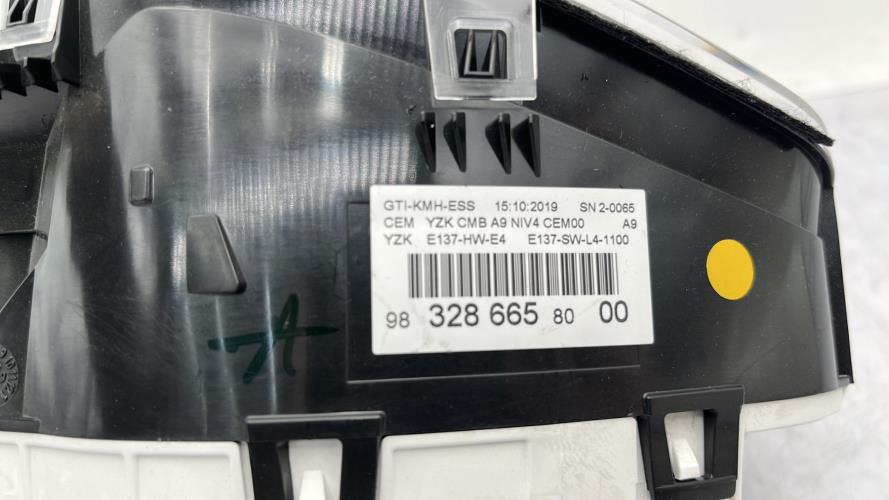 GTI-KMH-ESS 15:10:2019 SN 2-0065
CEM YZK CMB A9 NIV4 CEM00 A9
YZK E137-HW-E4 E137-SW-L4-1100
98 328 665 80 00
A